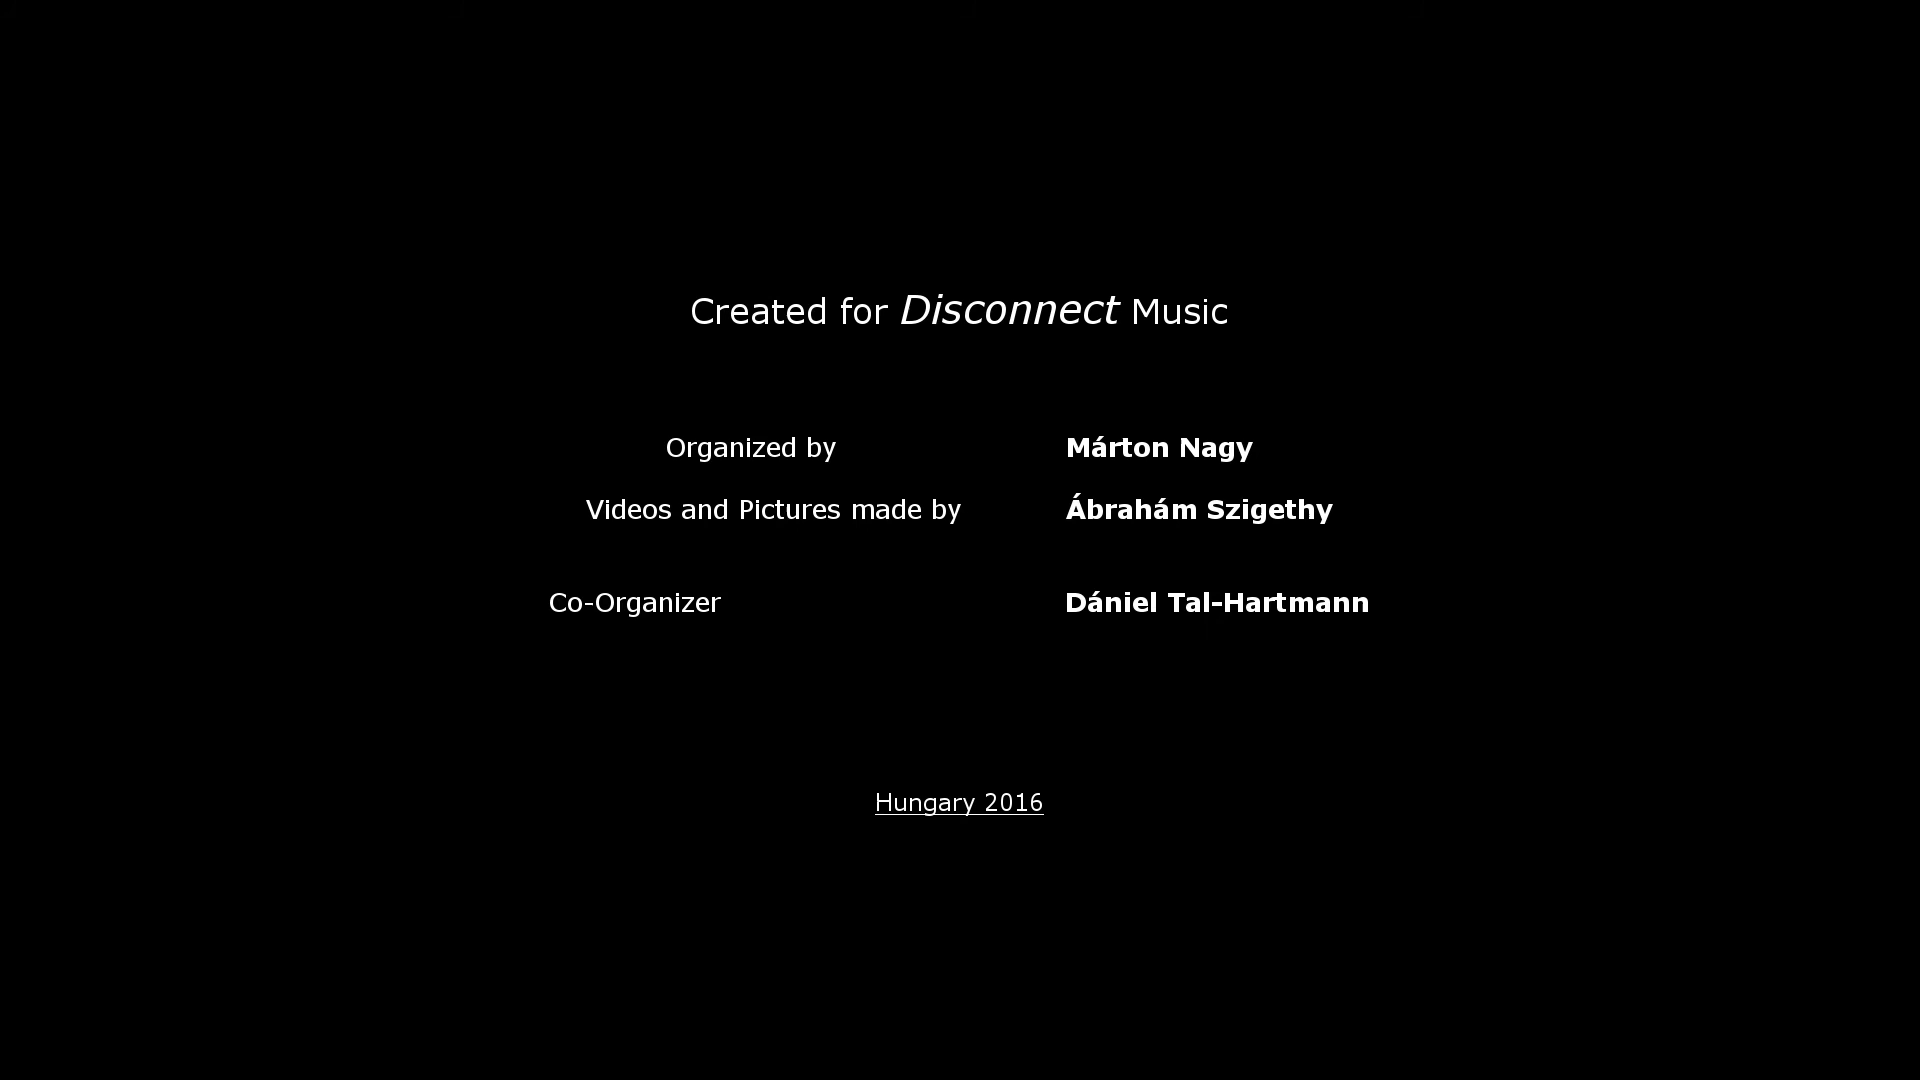 Created for Disconnect Music
Organized by Márton Nagy
Videos and Pictures made by Ábrahám Szigethy
Co-Organizer Dániel Tal-Hartmann
Hungary 2016